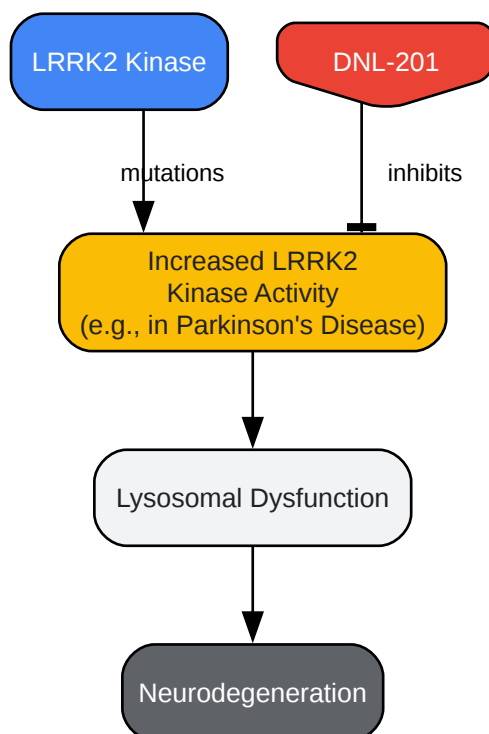 LRRK2 Kinase
DNL-201
mutations
inhibits
Increased LRRK2
Kinase Activity
(e.g., in Parkinson's Disease)
Lysosomal Dysfunction
Neurodegeneration